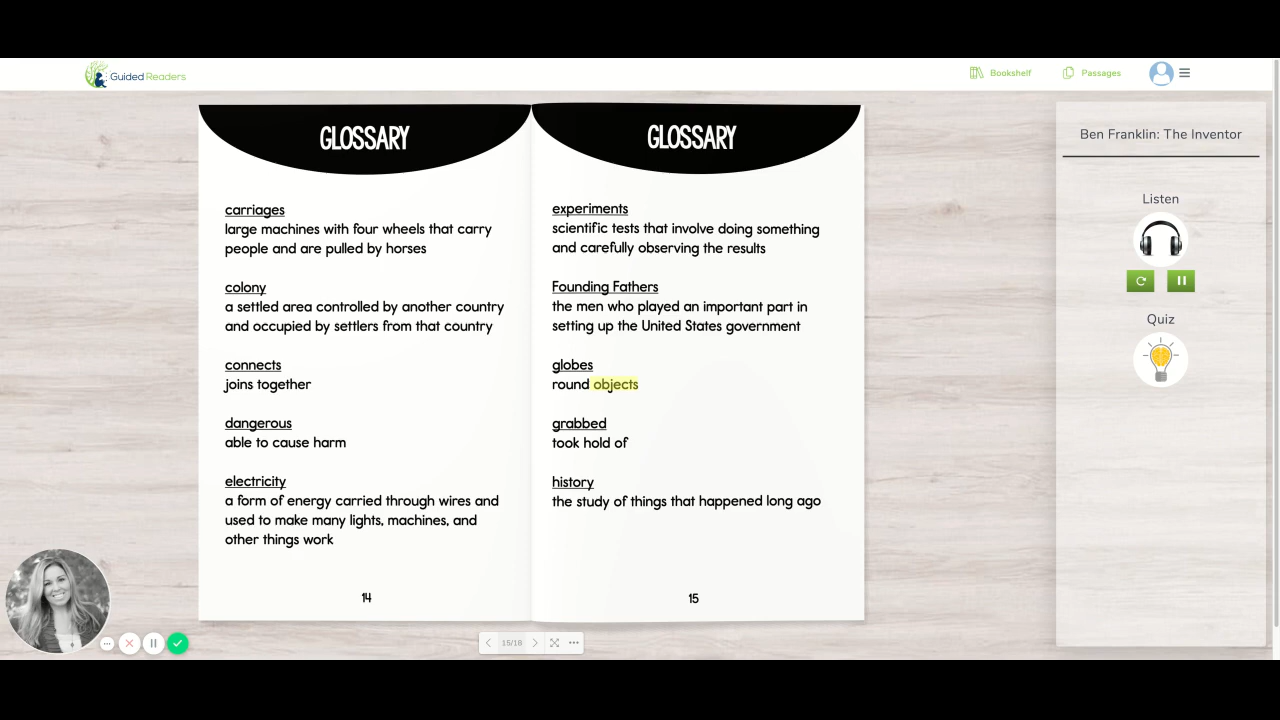 Guided Readers
Bookshelf
Passages
GLOSSARY
carriages
large machines with four wheels that carry
people and are pulled by horses
colony
a settled area controlled by another country
and occupied by settlers from that country
connects
joins together
dangerous
able to cause harm
electricity
a form of energy carried through wires and
used to make many lights, machines, and
other things work
14
GLOSSARY
experiments
scientific tests that involve doing something
and carefully observing the results
Founding Fathers
the men who played an important part in
setting up the United States government
globes
round objects
grabbed
took hold of
history
the study of things that happened long ago
15
Ben Franklin: The Inventor
Listen
Quiz
15/18